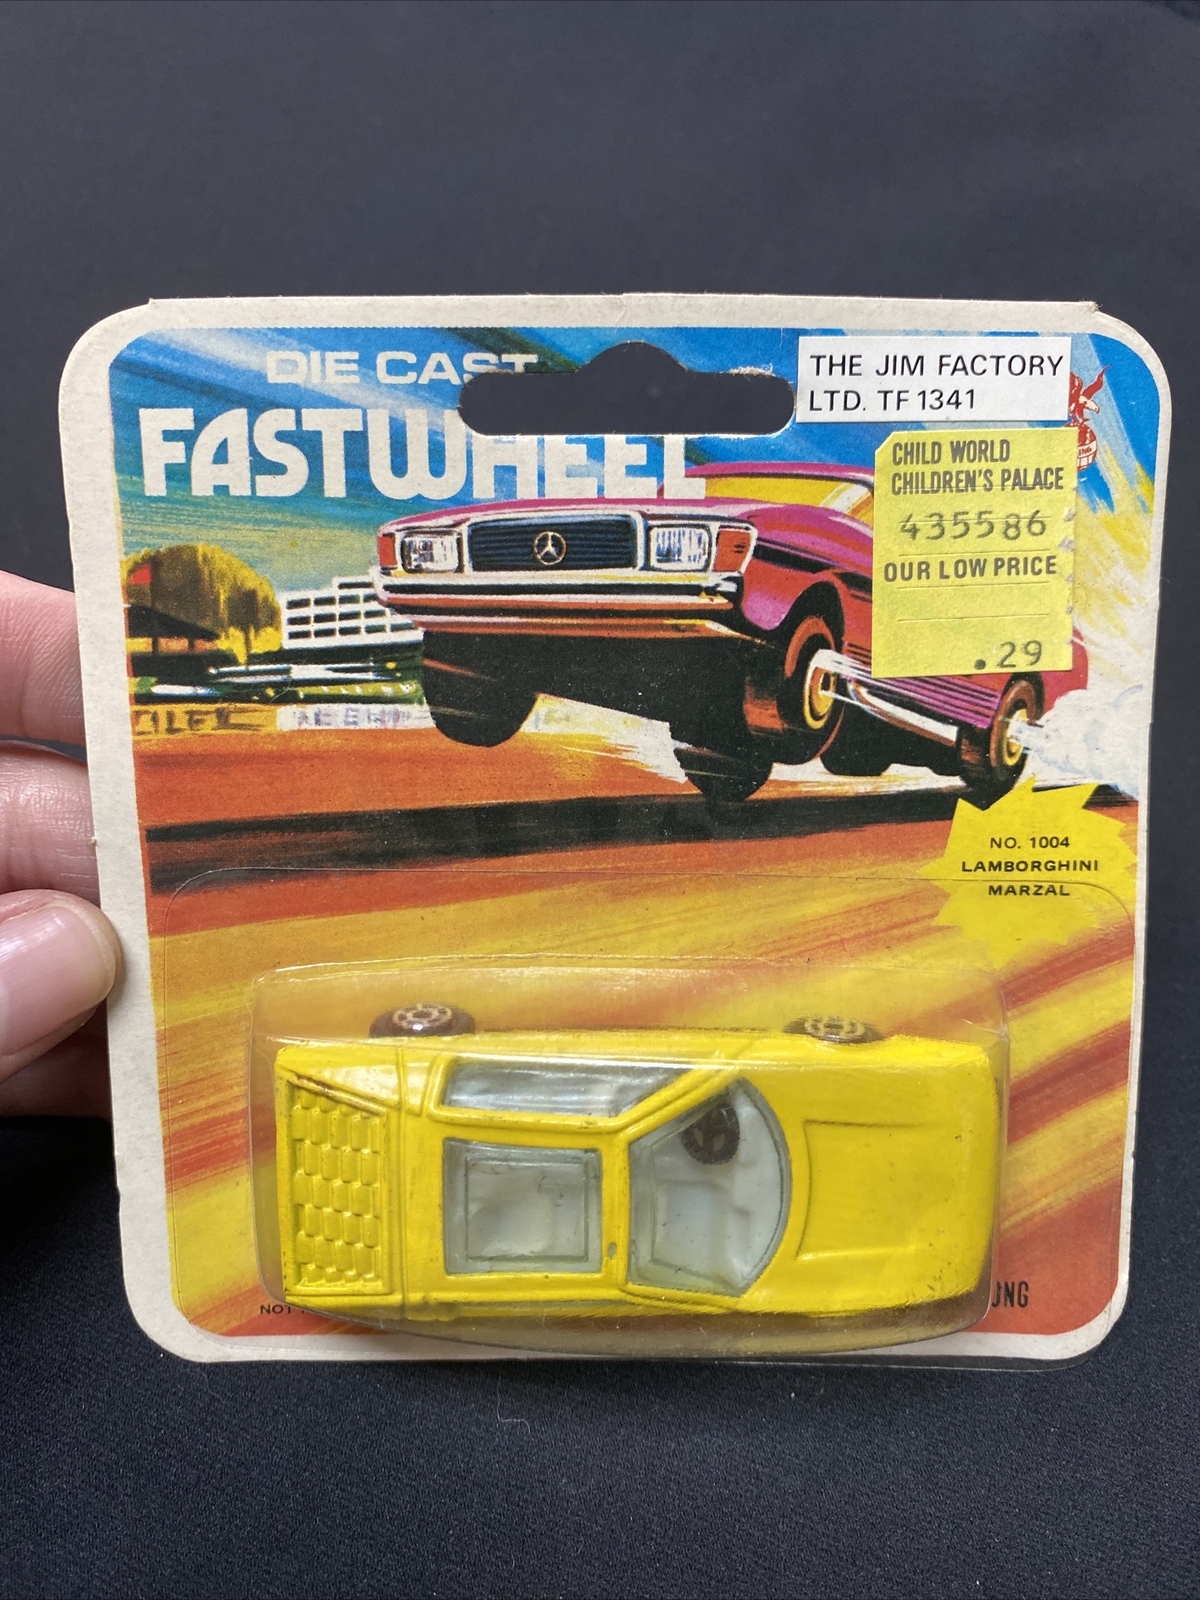 DIE CAST
FASTWHEEL
THE JIM FACTORY
LTD. TF 1341
CHILD WORLD
CHILDREN'S PALACE
435586
OUR LOW PRICE
.29
NO. 1004
LAMBORGHINI
MARZAL
NOT